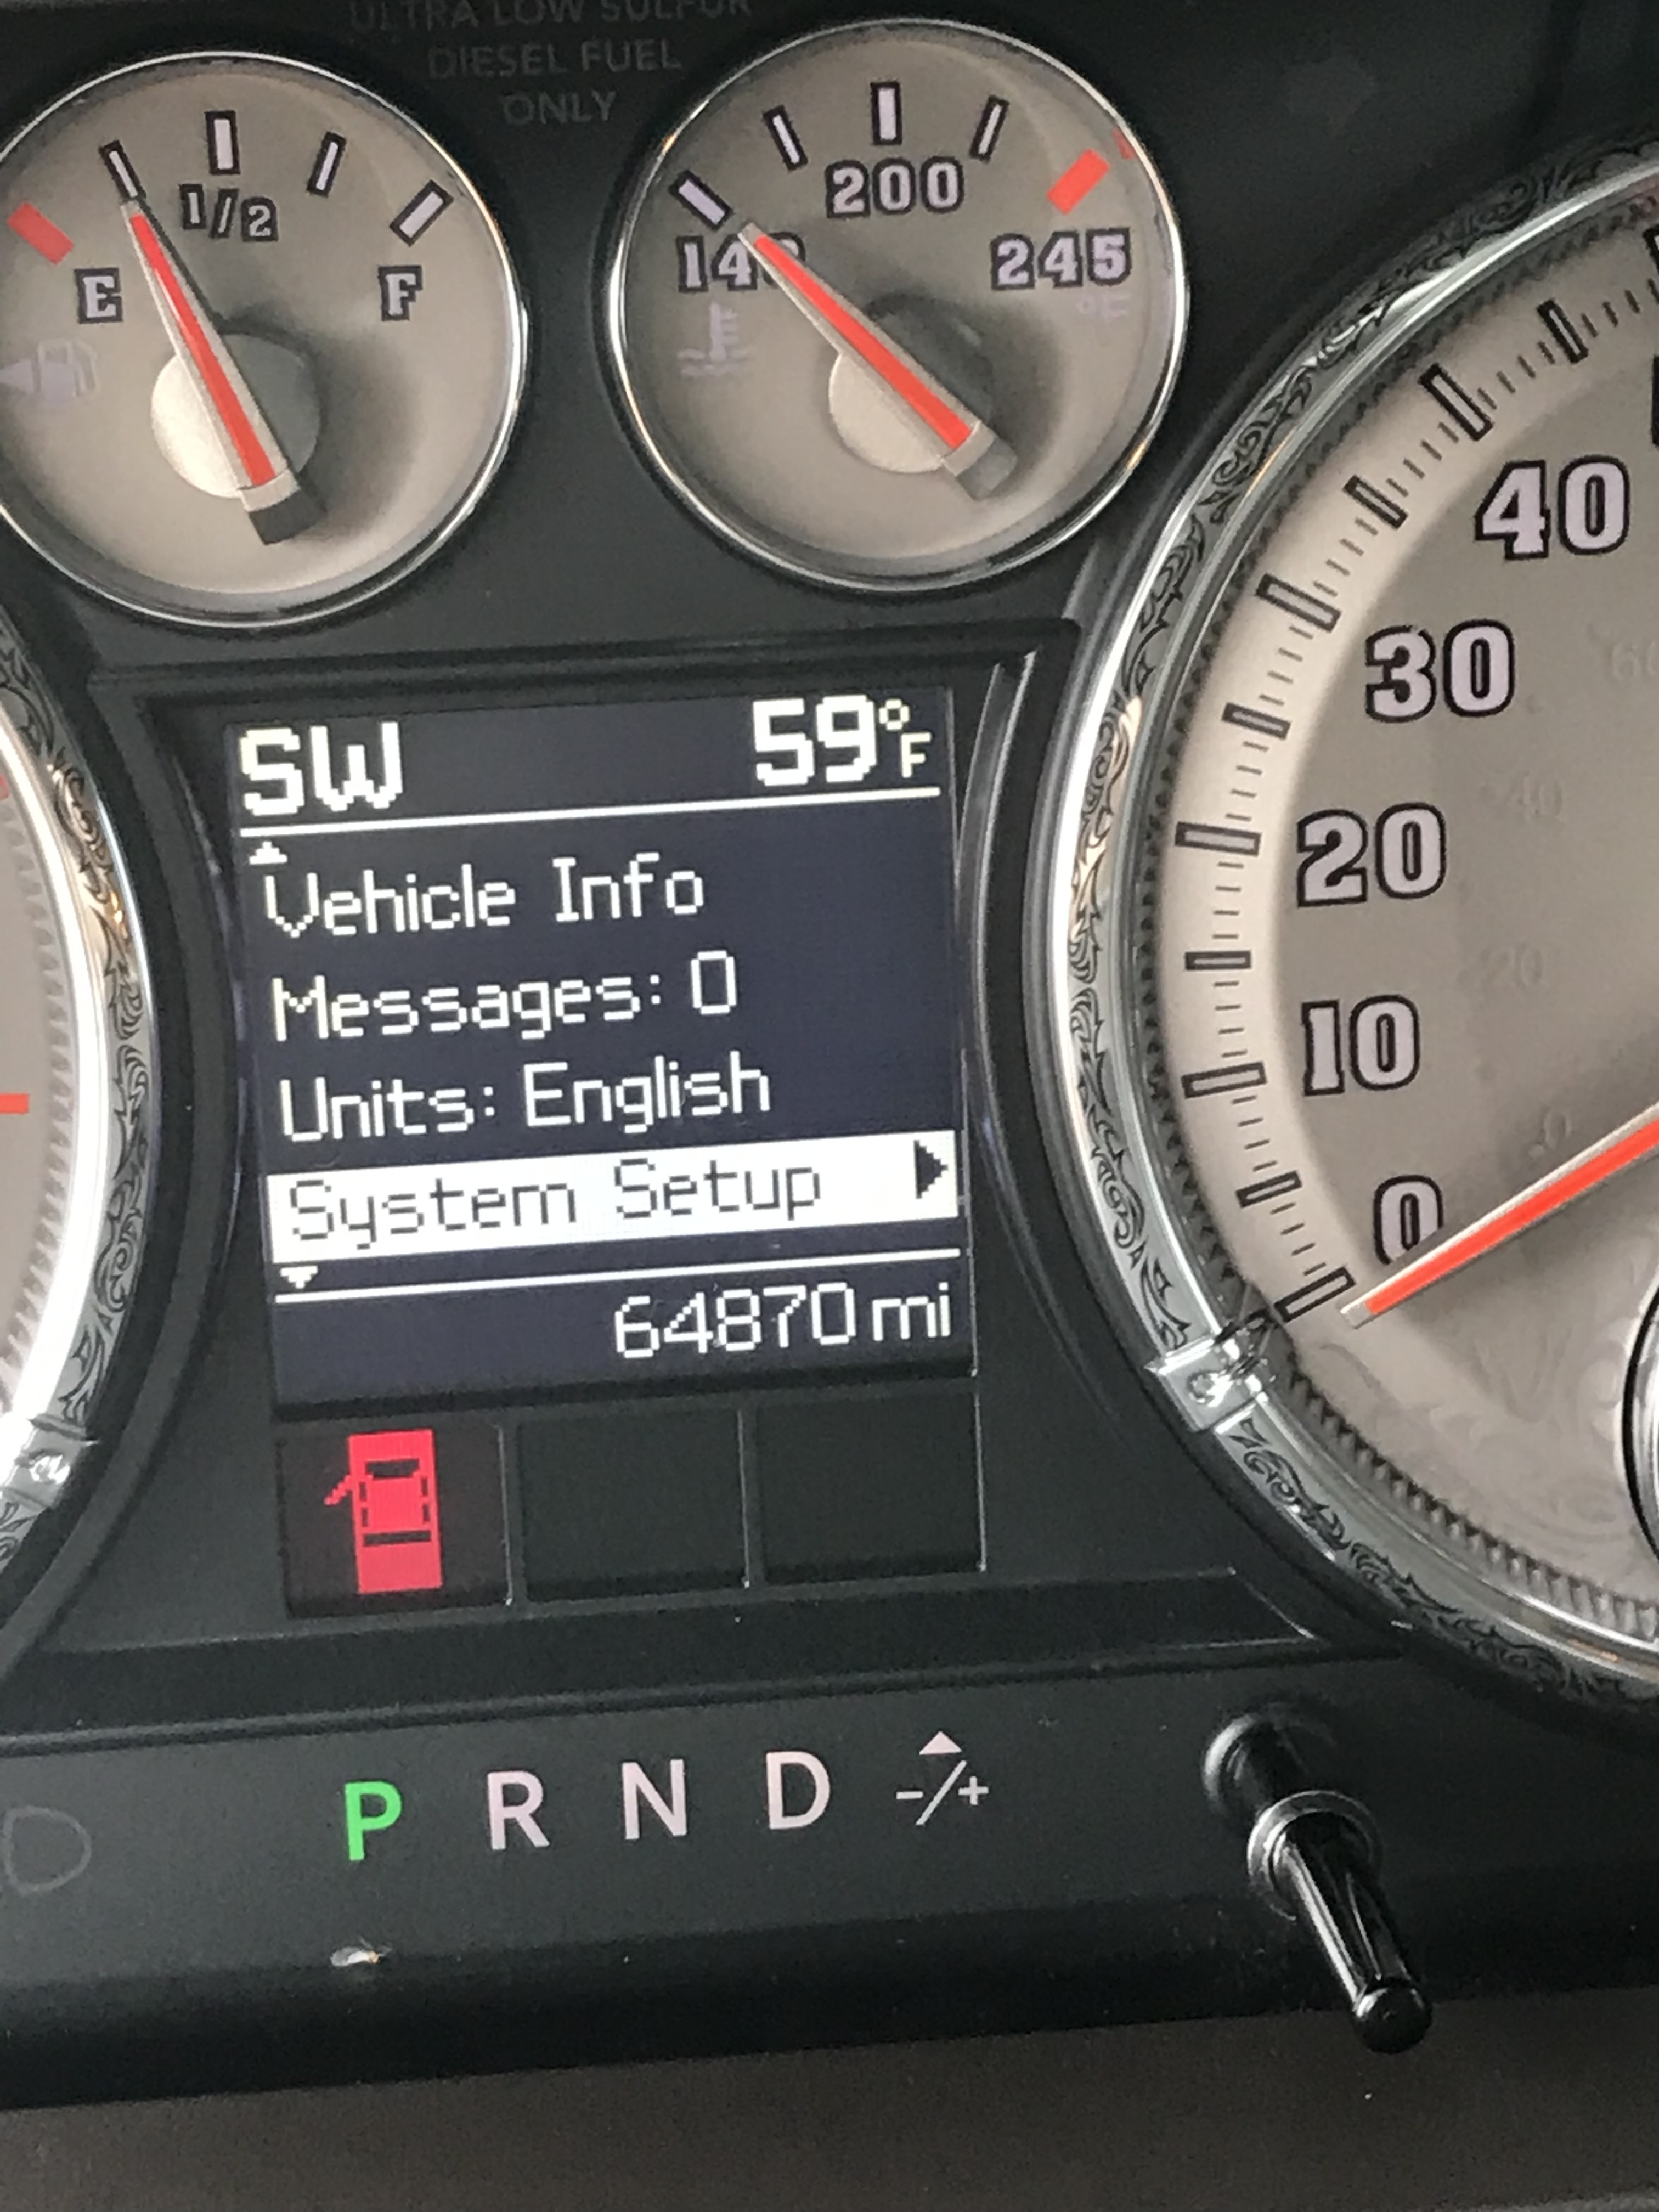 ULTRA LOW SULFUR
DIESEL FUEL
ONLY
1/2
E F
200
140 245
°F
SW 59°F
Vehicle Info
Messages: 0
Units: English
System Setup
64870 mi
40
30
20
10
0
P R N D -/+